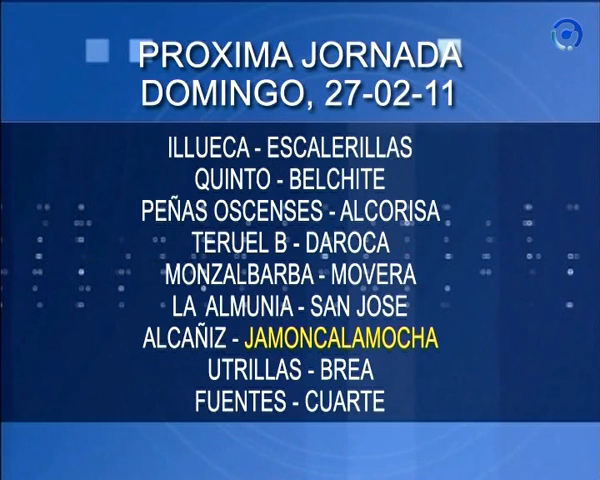 PROXIMA JORNADA
DOMINGO, 27-02-11
ILLUECA - ESCALERILLAS
QUINTO - BELCHITE
PEÑAS OSCENSES - ALCORISA
TERUEL B - DAROCA
MONZALBARBA - MOVERA
LA ALMUNIA - SAN JOSE
ALCAÑIZ - JAMONCALAMOCHA
UTRILLAS - BREA
FUENTES - CUARTE